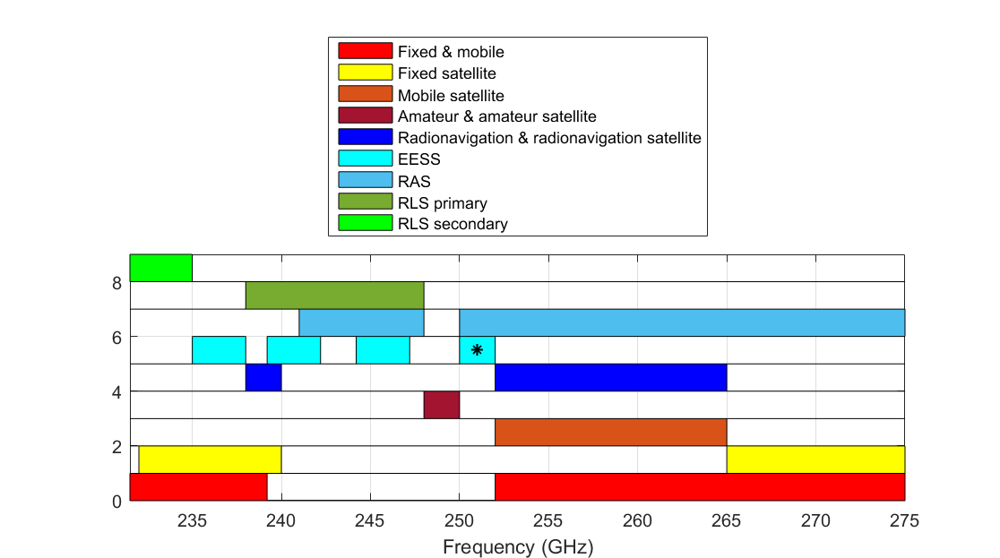 Fixed & mobile
Fixed satellite
Mobile satellite
Amateur & amateur satellite
Radionavigation & radionavigation satellite
EESS
RAS
RLS primary
RLS secondary
8
6
4
2
0
235 240 245 250 255 260 265 270 275
Frequency (GHz)